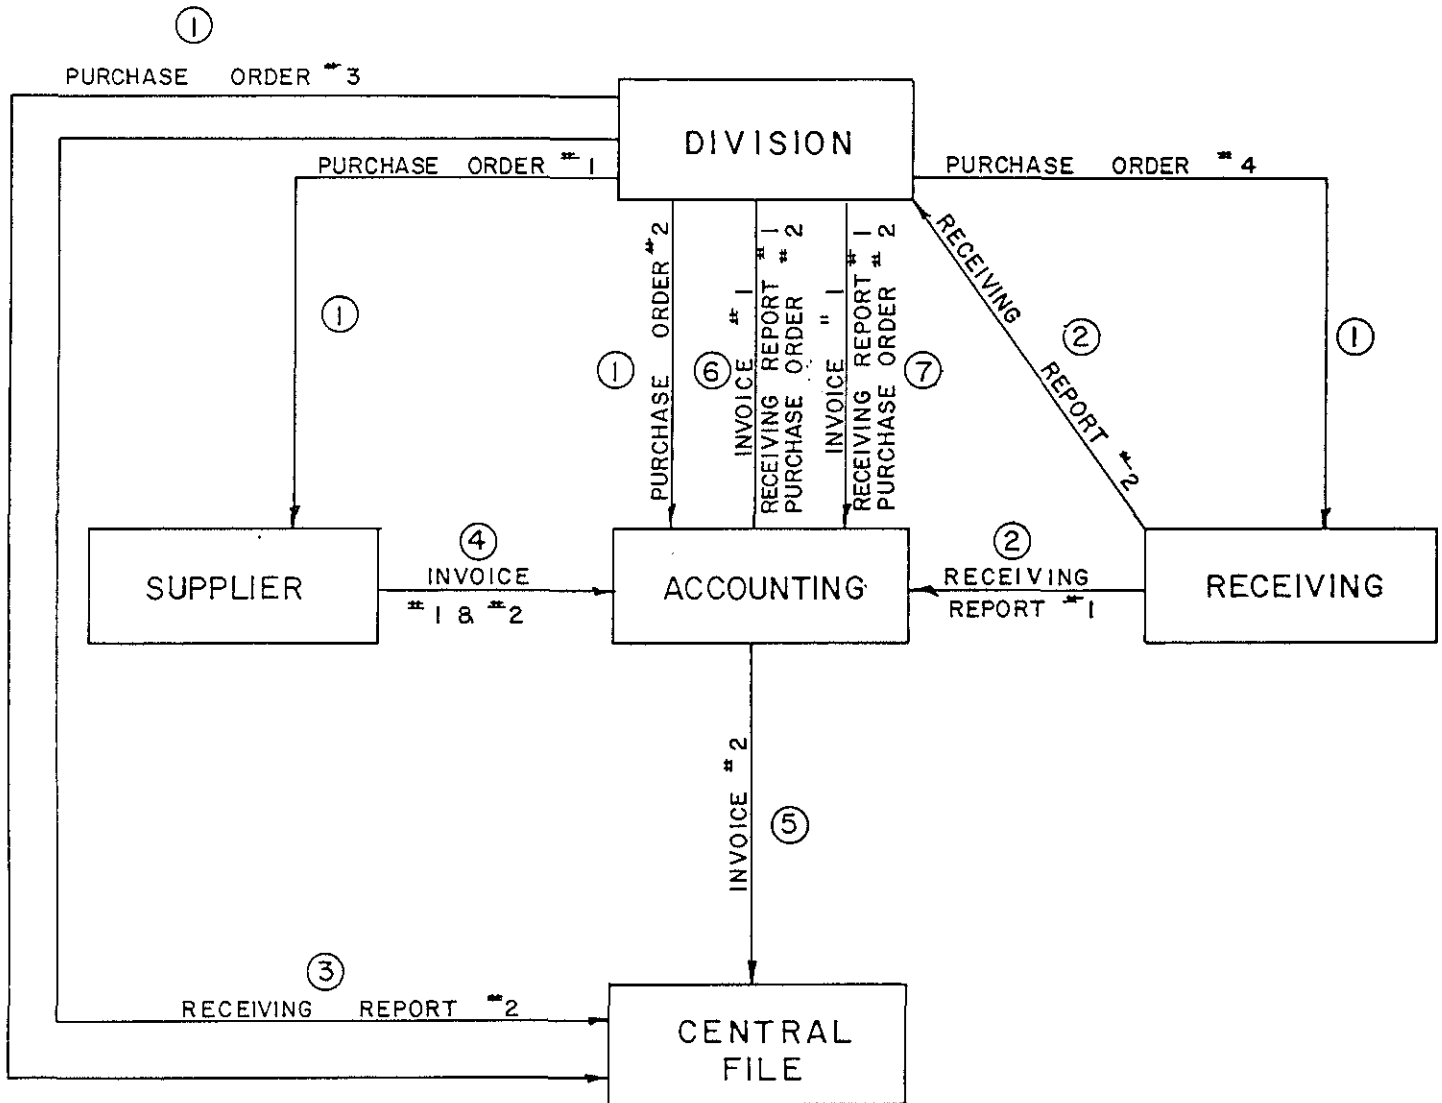 ①
PURCHASE ORDER #3
DIVISION
PURCHASE ORDER #1
PURCHASE ORDER #4
①
①
PURCHASE ORDER #2
⑥
INVOICE # 1
RECEIVING REPORT # 1
PURCHASE ORDER # 2
INVOICE # 1
RECEIVING REPORT # 1
PURCHASE ORDER # 2
⑦
RECEIVING REPORT #2
②
①
SUPPLIER
④
INVOICE
#1 & #2
ACCOUNTING
②
RECEIVING
REPORT #1
RECEIVING
INVOICE #2
⑤
③
RECEIVING REPORT #2
CENTRAL
FILE